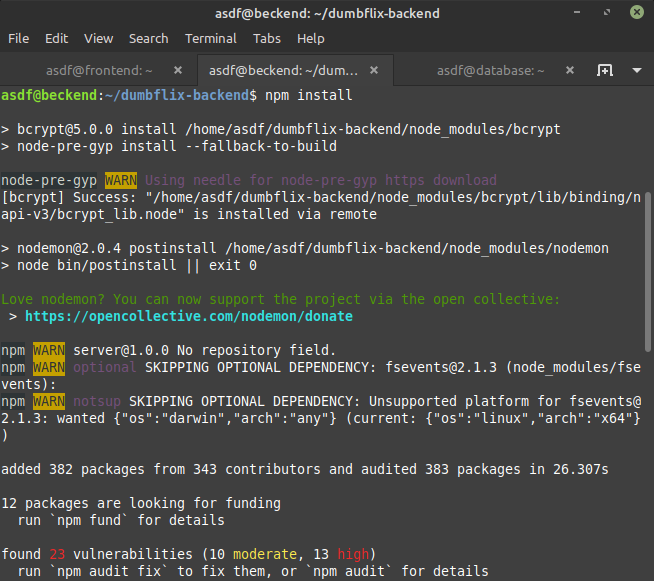 asdf@beckend: ~/dumbflix-backend
File Edit View Search Terminal Tabs Help
asdf@frontend: ~ × asdf@beckend: ~/dum... × asdf@database: ~ ×
asdf@beckend:~/dumbflix-backend$ npm install
> bcrypt@5.0.0 install /home/asdf/dumbflix-backend/node_modules/bcrypt
> node-pre-gyp install --fallback-to-build
node-pre-gyp WARN Using needle for node-pre-gyp https download
[bcrypt] Success: "/home/asdf/dumbflix-backend/node_modules/bcrypt/lib/binding/n
api-v3/bcrypt_lib.node" is installed via remote
> nodemon@2.0.4 postinstall /home/asdf/dumbflix-backend/node_modules/nodemon
> node bin/postinstall || exit 0
Love nodemon? You can now support the project via the open collective:
 > https://opencollective.com/nodemon/donate
npm WARN server@1.0.0 No repository field.
npm WARN optional SKIPPING OPTIONAL DEPENDENCY: fsevents@2.1.3 (node_modules/fse
vents):
npm WARN notsup SKIPPING OPTIONAL DEPENDENCY: Unsupported platform for fsevents@
2.1.3: wanted {"os":"darwin","arch":"any"} (current: {"os":"linux","arch":"x64"}
)
added 382 packages from 343 contributors and audited 383 packages in 26.307s
12 packages are looking for funding
  run `npm fund` for details
found 23 vulnerabilities (10 moderate, 13 high)
  run `npm audit fix` to fix them, or `npm audit` for details